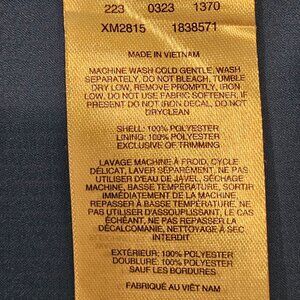 223 0323 1370
XM2815 1838571
MADE IN VIETNAM
MACHINE WASH COLD GENTLE, WASH
SEPARATELY, DO NOT BLEACH, TUMBLE
DRY LOW, REMOVE PROMPTLY, IRON
LOW, DO NOT USE FABRIC SOFTENER, IF
PRESENT DO NOT IRON DECAL, DO NOT
DRYCLEAN
SHELL: 100% POLYESTER
LINING: 100% POLYESTER
EXCLUSIVE OF TRIMMING
LAVAGE MACHINE À FROID, CYCLE
DÉLICAT, LAVER SÉPARÉMENT, NE PAS
UTILISER D'EAU DE JAVEL, SÉCHAGE
MACHINE, BASSE TEMPÉRATURE, SORTIR
IMMÉDIATEMENT DE LA MACHINE,
REPASSER À BASSE TEMPÉRATURE, NE
PAS UTILISER D'ASSOUPLISSANT, LE CAS
ÉCHÉANT, NE PAS REPASSER LA
DÉCALCOMANIE, NETTOYAGE À SEC
INTERDIT
EXTÉRIEUR: 100% POLYESTER
DOUBLURE: 100% POLYESTER
SAUF LES BORDURES
FABRIQUÉ AU VIÊT NAM